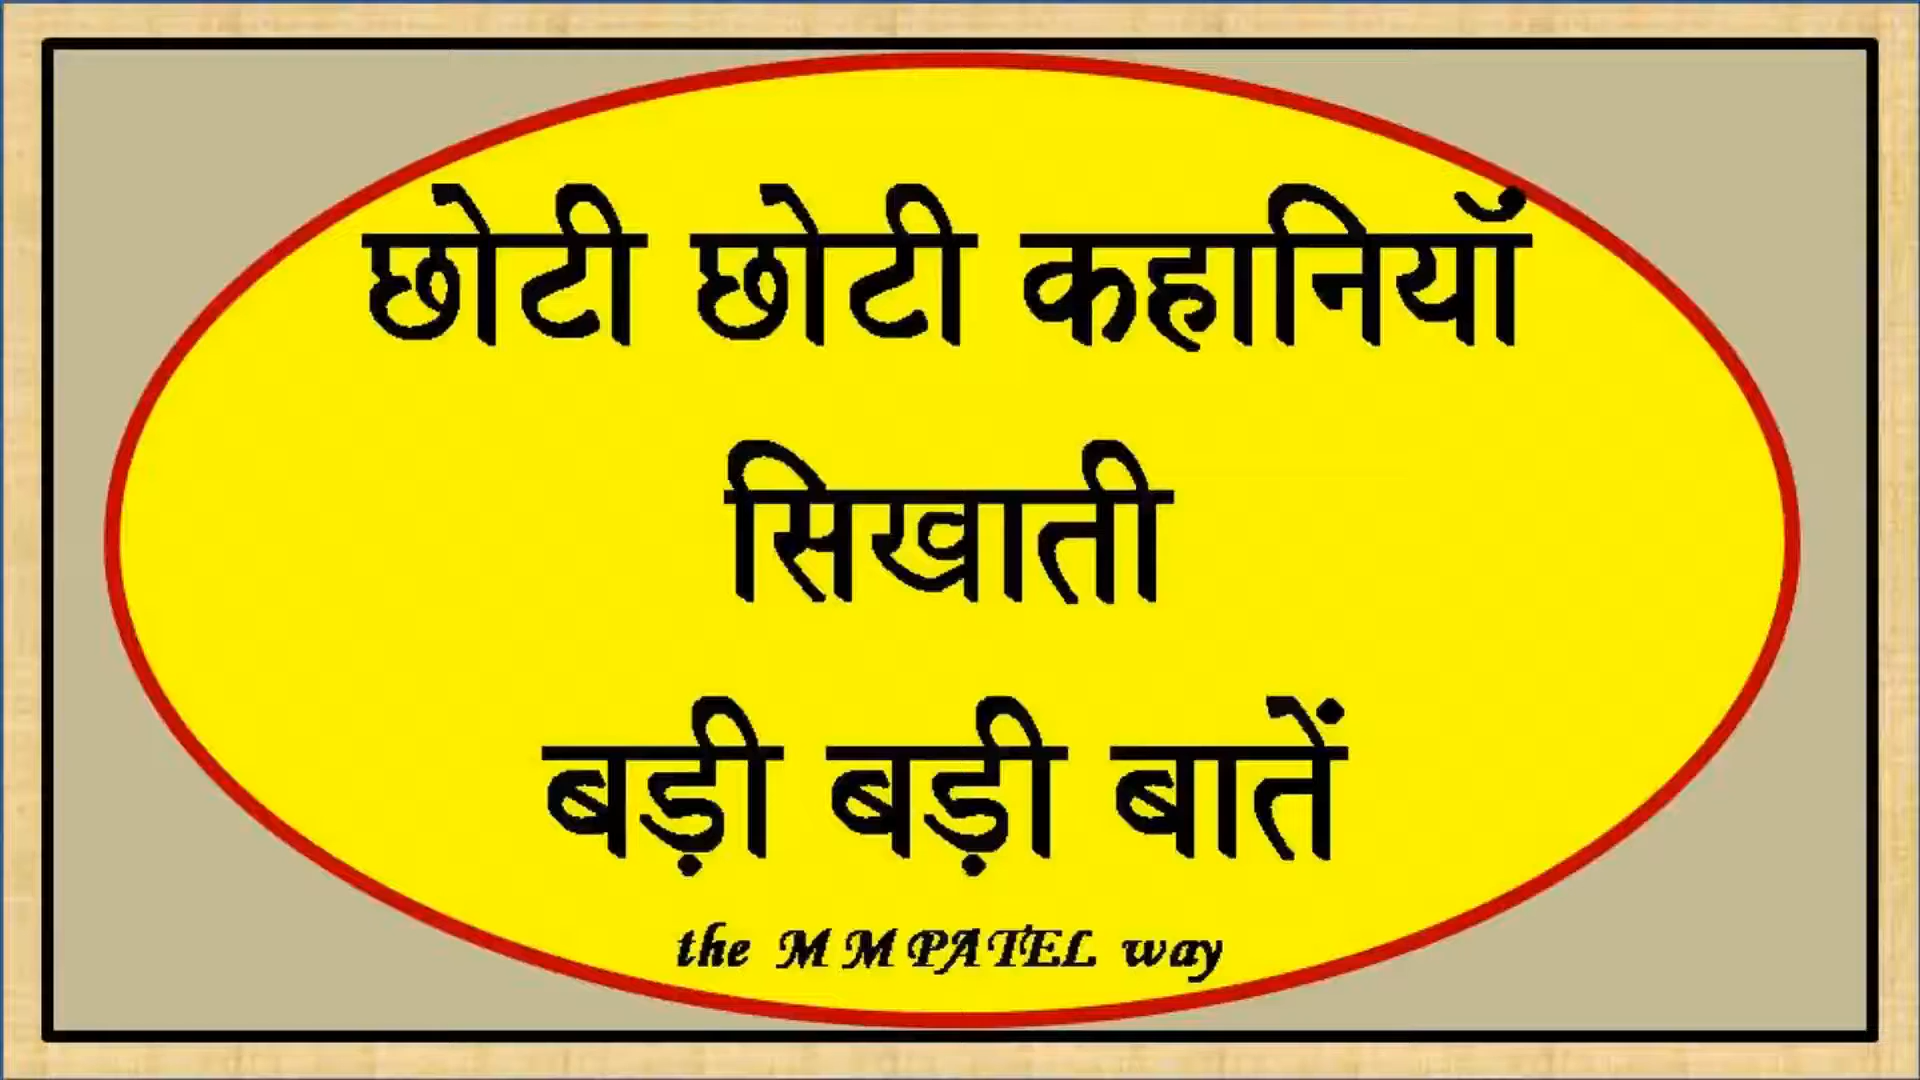 छोटी छोटी कहानियाँ
सिखाती
बड़ी बड़ी बातें
the M M PATEL way